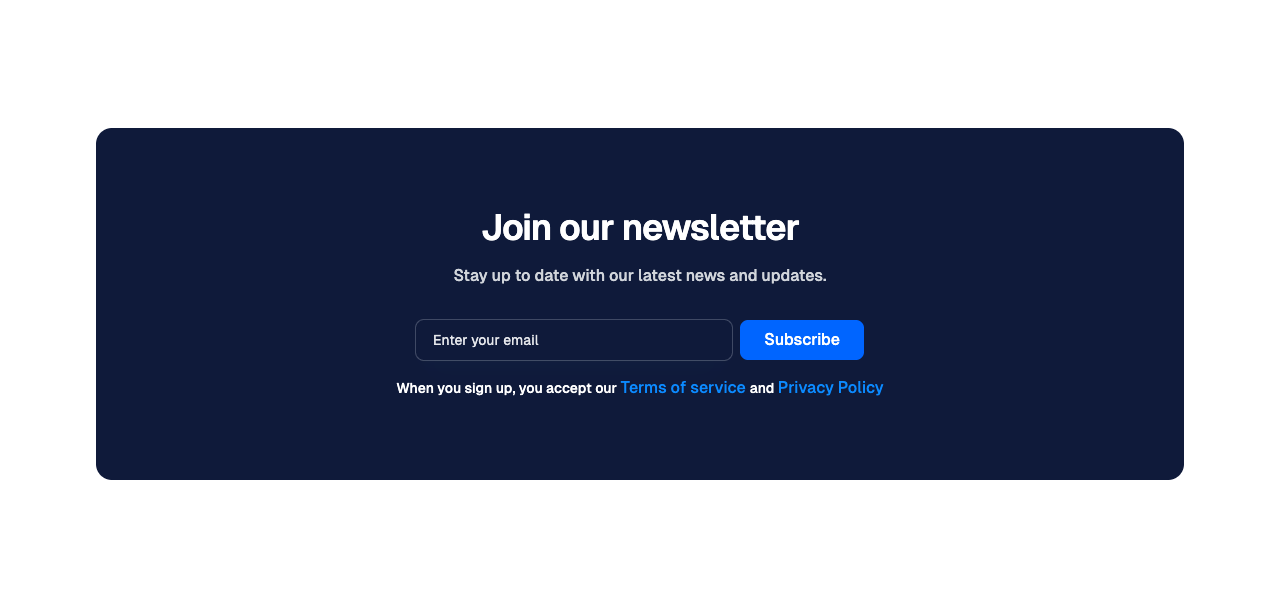 Join our newsletter
Stay up to date with our latest news and updates.
Enter your email
Subscribe
When you sign up, you accept our Terms of service and Privacy Policy